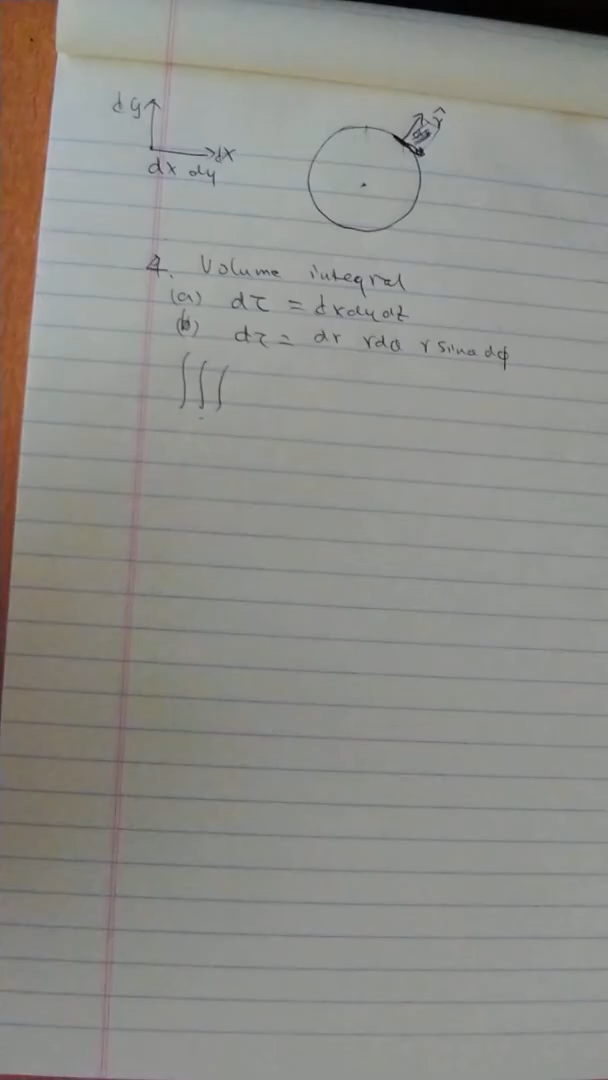 dy
r̂
dx
dx dy
4. Volume integral
(a) dτ = dxdydz
(b) dτ = dr rdθ r sinθ dφ
∫∫∫